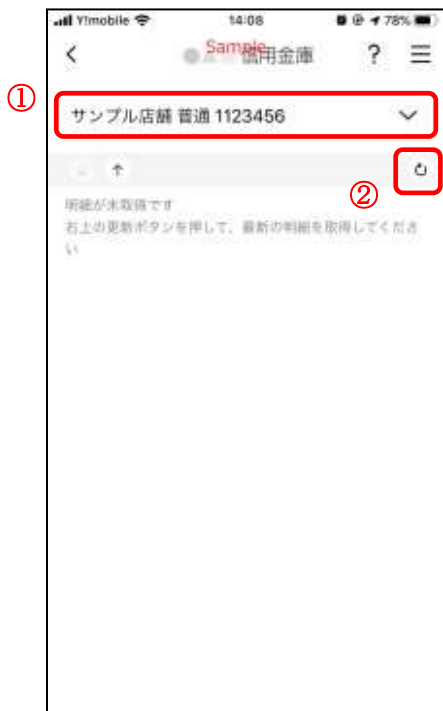 Y!mobile 14:08 78%
Sample
信用金庫 ?
①
サンプル店舗 普通 1123456
②
明細が未取得です
右上の更新ボタンを押して、最新の明細を取得してくださ
い